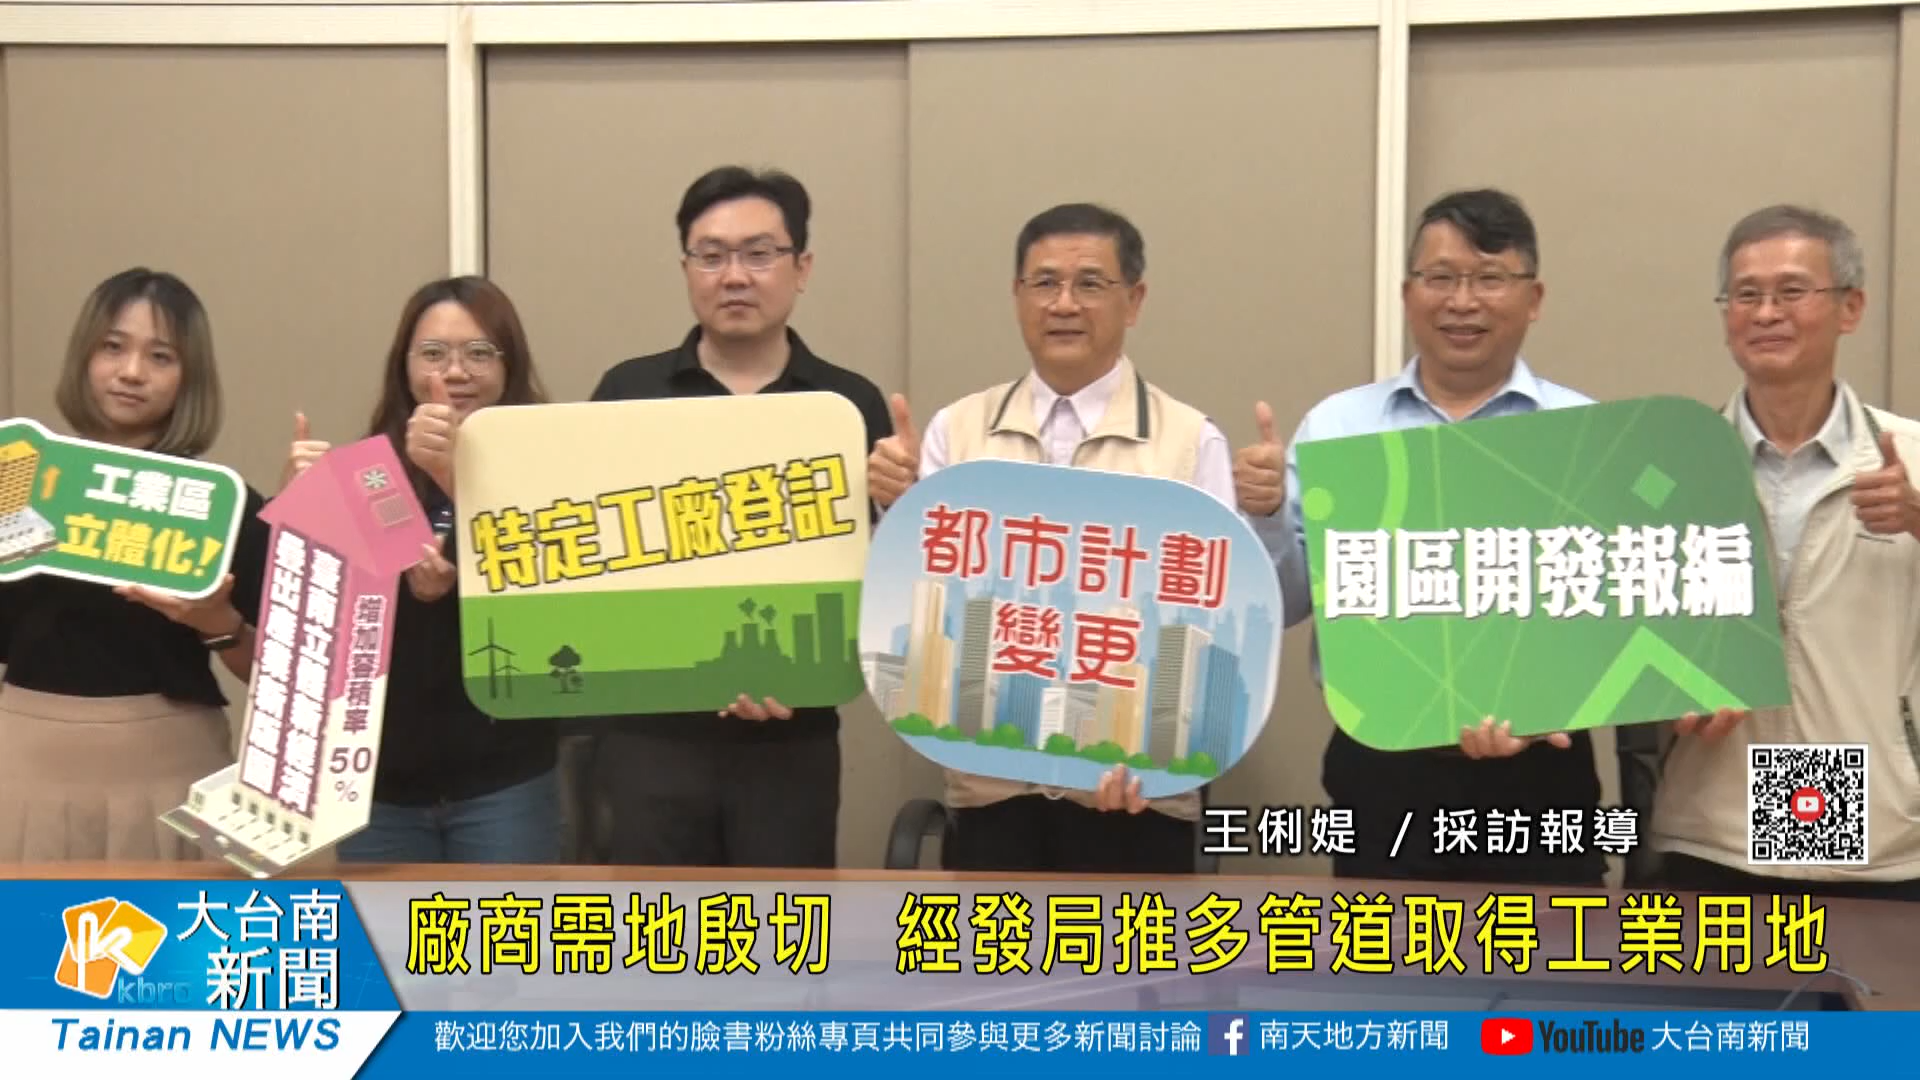 工業區
立體化!
臺南立體新經濟
疊出產業新藍圖
增加容積率
50
%
特定工廠登記
都市計劃
變更
園區開發報編
王俐媞 / 採訪報導
大台南
新聞
kbro
Tainan NEWS
廠商需地殷切 經發局推多管道取得工業用地
歡迎您加入我們的臉書粉絲專頁共同參與更多新聞討論 南天地方新聞 YouTube 大台南新聞